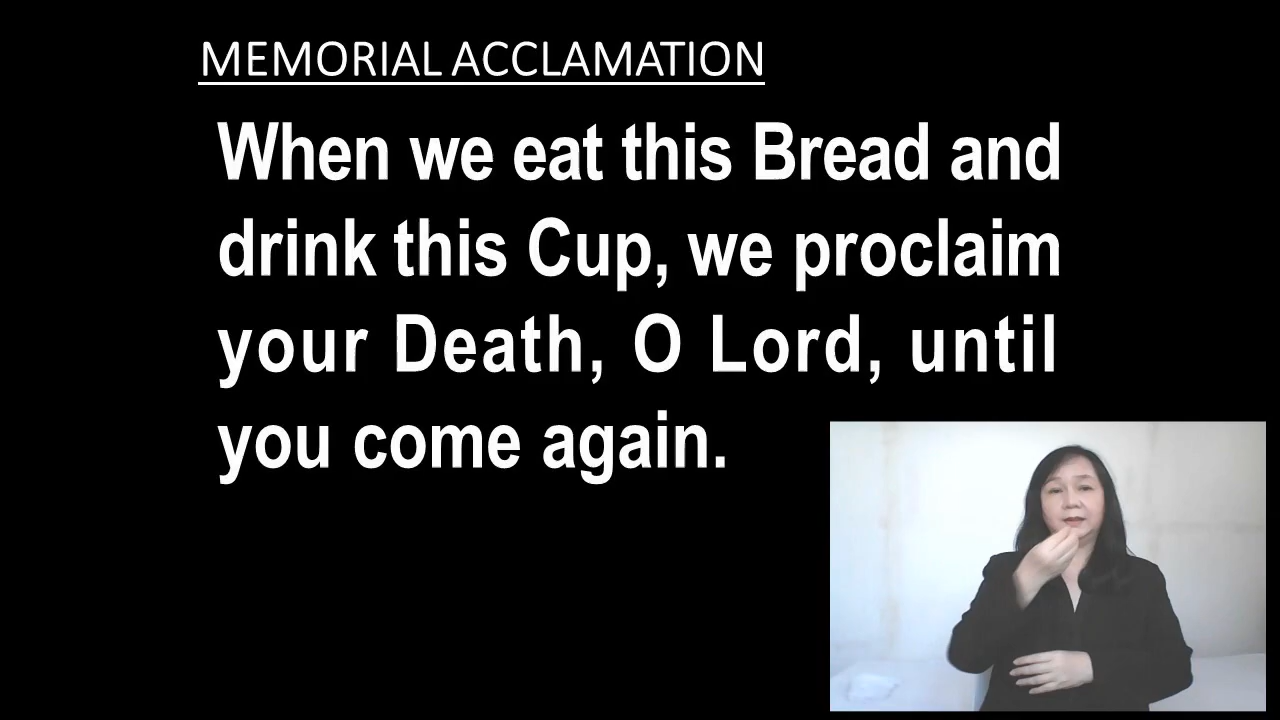 MEMORIAL ACCLAMATION
When we eat this Bread and
drink this Cup, we proclaim
your Death, O Lord, until
you come again.